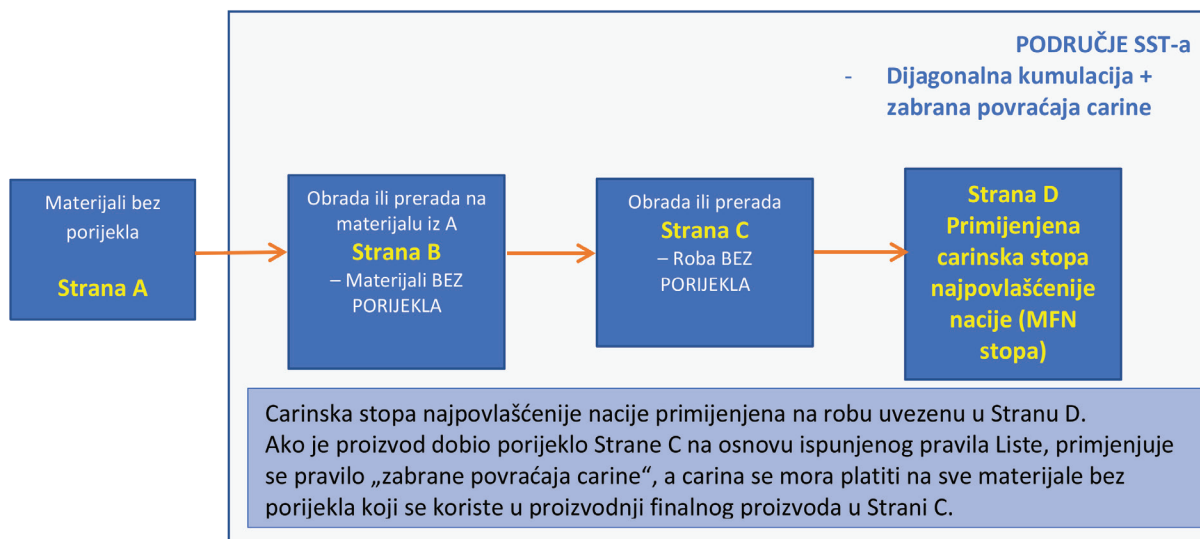 PODRUČJE SST-a
- Dijagonalna kumulacija +
zabrana povraćaja carine
Materijali bez
porijekla
Strana A
Obrada ili prerada na
materijalu iz A
Strana B
– Materijali BEZ
PORIJEKLA
Obrada ili prerada
Strana C
– Roba BEZ
PORIJEKLA
Strana D
Primijenjena
carinska stopa
najpovlašćenije
nacije (MFN
stopa)
Carinska stopa najpovlašćenije nacije primijenjena na robu uvezenu u Stranu D.
Ako je proizvod dobio porijeklo Strane C na osnovu ispunjenog pravila Liste, primjenjuje
se pravilo „zabrane povraćaja carine“, a carina se mora platiti na sve materijale bez
porijekla koji se koriste u proizvodnji finalnog proizvoda u Strani C.